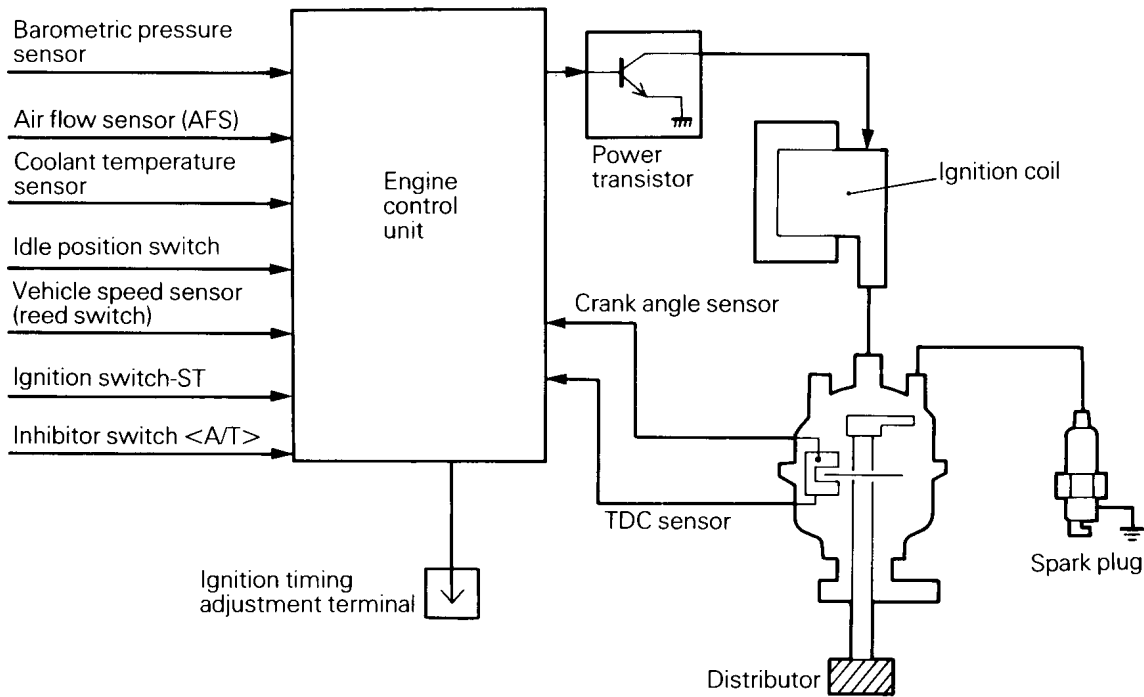 Barometric pressure
sensor
Air flow sensor (AFS)
Coolant temperature
sensor
Idle position switch
Vehicle speed sensor
(reed switch)
Ignition switch-ST
Inhibitor switch <A/T>
Engine
control
unit
Power
transistor
Ignition coil
Crank angle sensor
TDC sensor
Spark plug
Ignition timing
adjustment terminal
Distributor